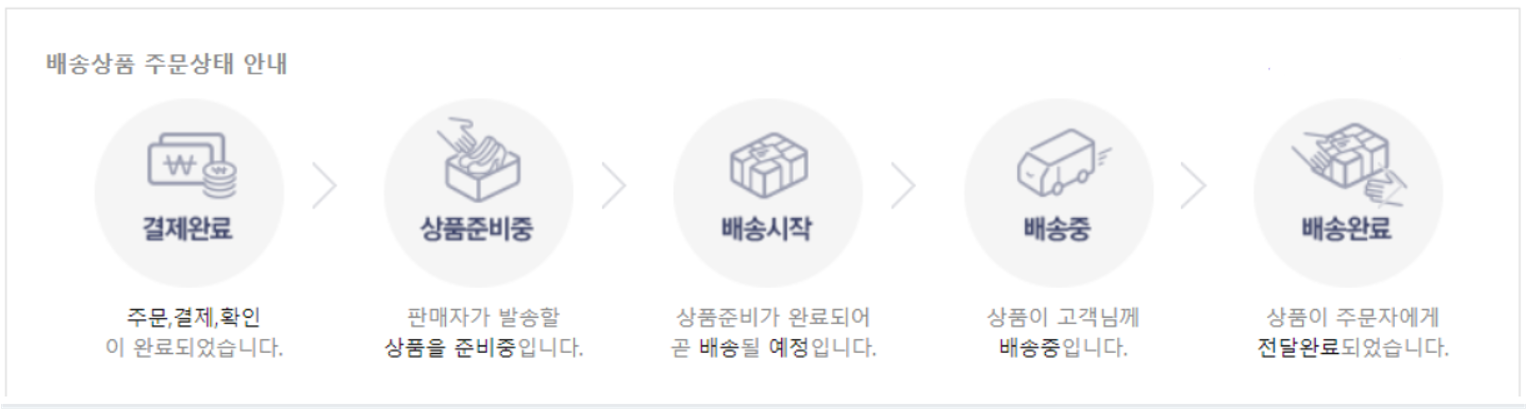 배송상품 주문상태 안내
₩ ₩
결제완료
주문,결제,확인
이 완료되었습니다.
상품준비중
판매자가 발송할
상품을 준비중입니다.
배송시작
상품준비가 완료되어
곧 배송될 예정입니다.
배송중
상품이 고객님께
배송중입니다.
배송완료
상품이 주문자에게
전달완료되었습니다.